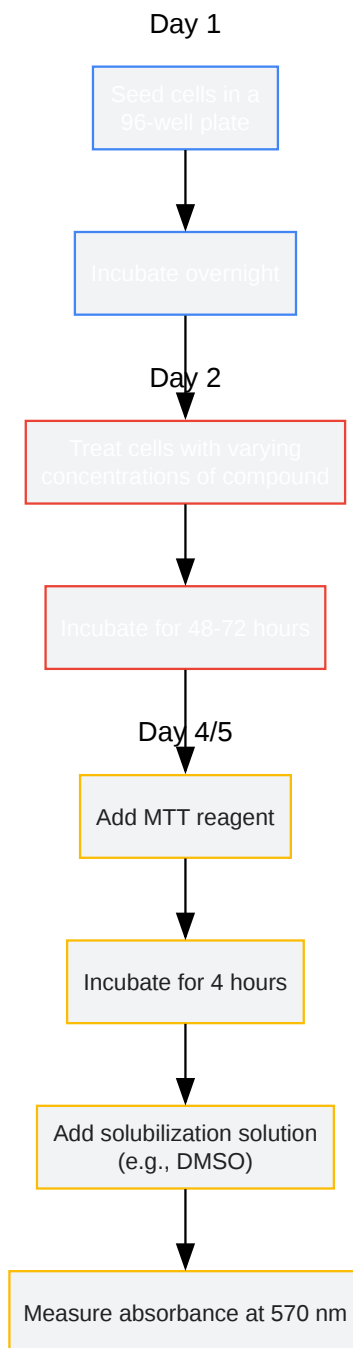 Day 1
Seed cells in a
96-well plate
Incubate overnight
Day 2
Treat cells with varying
concentrations of compound
Incubate for 48-72 hours
Day 4/5
Add MTT reagent
Incubate for 4 hours
Add solubilization solution
(e.g., DMSO)
Measure absorbance at 570 nm